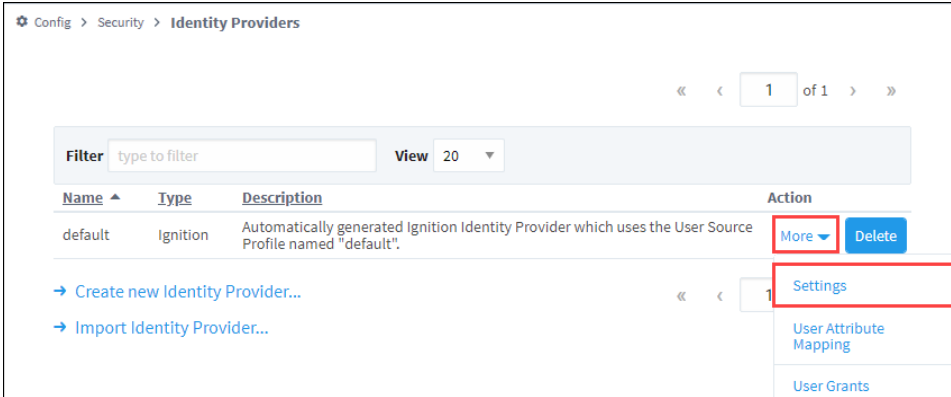 Config > Security > Identity Providers
« ‹ 1 of 1 › »
Filter type to filter View 20
Name Type Description Action
default Ignition Automatically generated Ignition Identity Provider which uses the User Source
Profile named "default". More Delete
→ Create new Identity Provider...
« ‹ 1
Settings
→ Import Identity Provider...
User Attribute
Mapping
User Grants